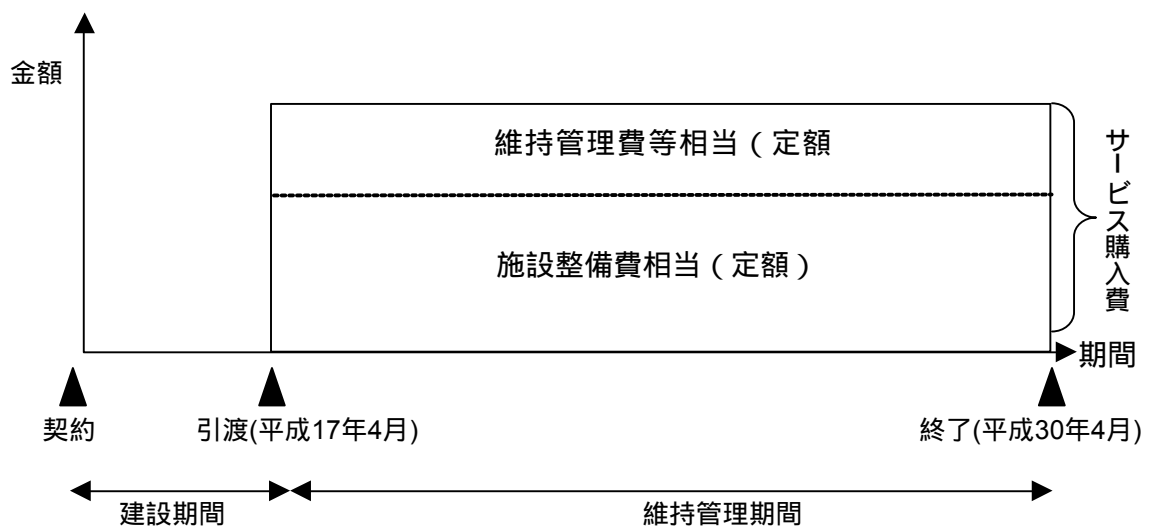 金額
維持管理費等相当（定額
施設整備費相当（定額）
サービス購入費
期間
契約
引渡(平成17年4月)
終了(平成30年4月)
建設期間
維持管理期間